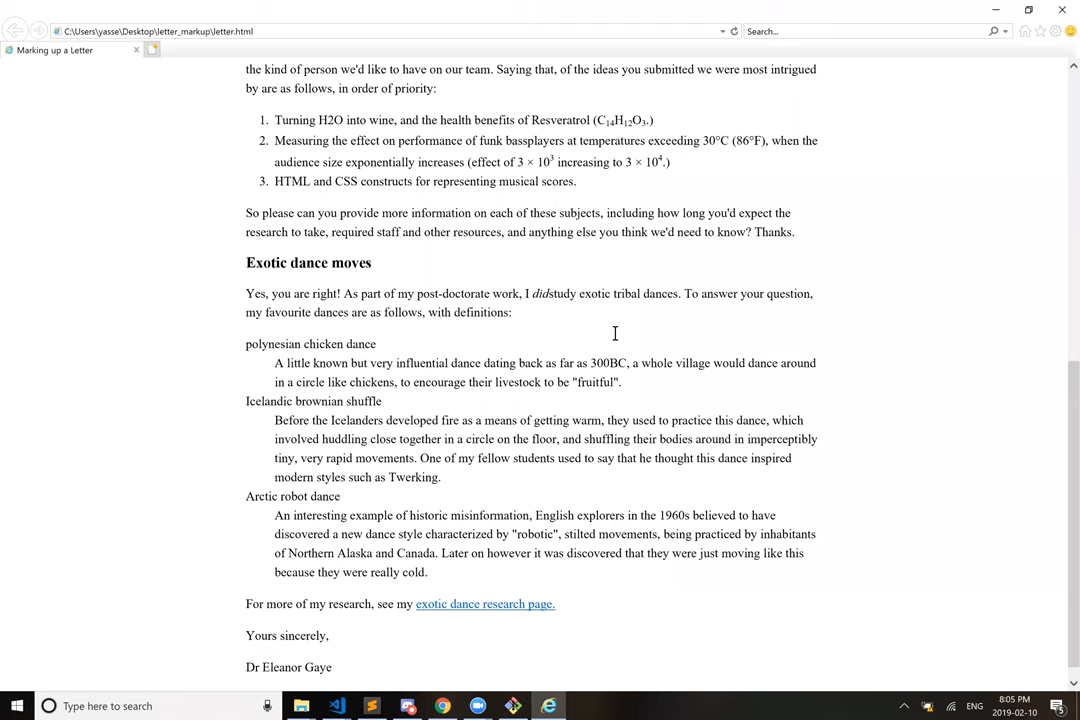 C:\Users\yasse\Desktop\letter_markup\letter.html
Search...
Marking up a Letter
the kind of person we'd like to have on our team. Saying that, of the ideas you submitted we were most intrigued
by are as follows, in order of priority:
1. Turning H2O into wine, and the health benefits of Resveratrol (C₁₄H₁₂O₃.)
2. Measuring the effect on performance of funk bassplayers at temperatures exceeding 30°C (86°F), when the
audience size exponentially increases (effect of 3 × 10³ increasing to 3 × 10⁴.)
3. HTML and CSS constructs for representing musical scores.
So please can you provide more information on each of these subjects, including how long you'd expect the
research to take, required staff and other resources, and anything else you think we'd need to know? Thanks.
Exotic dance moves
Yes, you are right! As part of my post-doctorate work, I didstudy exotic tribal dances. To answer your question,
my favourite dances are as follows, with definitions:
polynesian chicken dance
A little known but very influential dance dating back as far as 300BC, a whole village would dance around
in a circle like chickens, to encourage their livestock to be "fruitful".
Icelandic brownian shuffle
Before the Icelanders developed fire as a means of getting warm, they used to practice this dance, which
involved huddling close together in a circle on the floor, and shuffling their bodies around in imperceptibly
tiny, very rapid movements. One of my fellow students used to say that he thought this dance inspired
modern styles such as Twerking.
Arctic robot dance
An interesting example of historic misinformation, English explorers in the 1960s believed to have
discovered a new dance style characterized by "robotic", stilted movements, being practiced by inhabitants
of Northern Alaska and Canada. Later on however it was discovered that they were just moving like this
because they were really cold.
For more of my research, see my exotic dance research page.
Yours sincerely,
Dr Eleanor Gaye
Type here to search
ENG
8:05 PM
2019-02-10
5